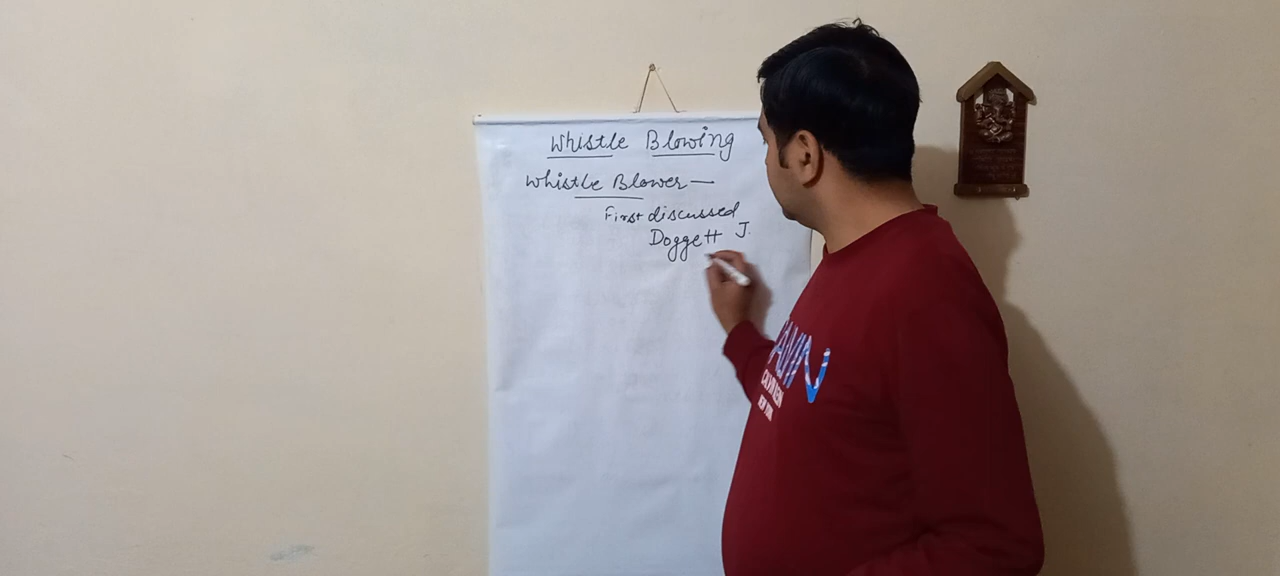 Whistle Blowing
Whistle Blower —
First discussed
Doggett J.